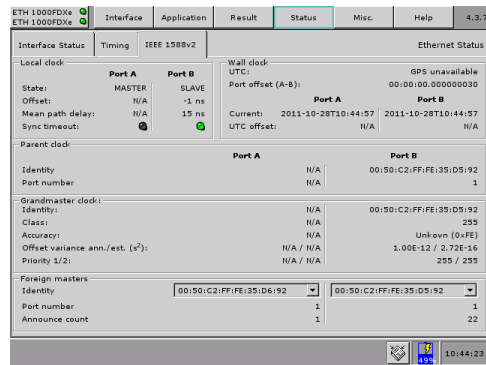 ETH 1000FDXe
ETH 1000FDXe
Interface Application Result Status Misc. Help 4.3.7
Interface Status Timing IEEE 1588v2 Ethernet Status
Local clock
Port A Port B
State: MASTER SLAVE
Offset: N/A -1 ns
Mean path delay: N/A 15 ns
Sync timeout:
Wall clock
UTC: GPS unavailable
Port offset (A-B): 00:00:00.000000030
Port A Port B
Current: 2011-10-28T10:44:57 2011-10-28T10:44:57
UTC offset: N/A N/A
Parent clock
Port A Port B
Identity N/A 00:50:C2:FF:FE:35:D5:92
Port number N/A 1
Grandmaster clock:
Identity: N/A 00:50:C2:FF:FE:35:D5:92
Class: N/A 255
Accuracy: N/A Unkown (0xFE)
Offset variance ann./est. (s²): N/A / N/A 1.00E-12 / 2.72E-16
Priority 1/2: N/A / N/A 255 / 255
Foreign masters
Identity 00:50:C2:FF:FE:35:D6:92 00:50:C2:FF:FE:35:D5:92
Port number 1 1
Announce count 1 22
49% 10:44:23